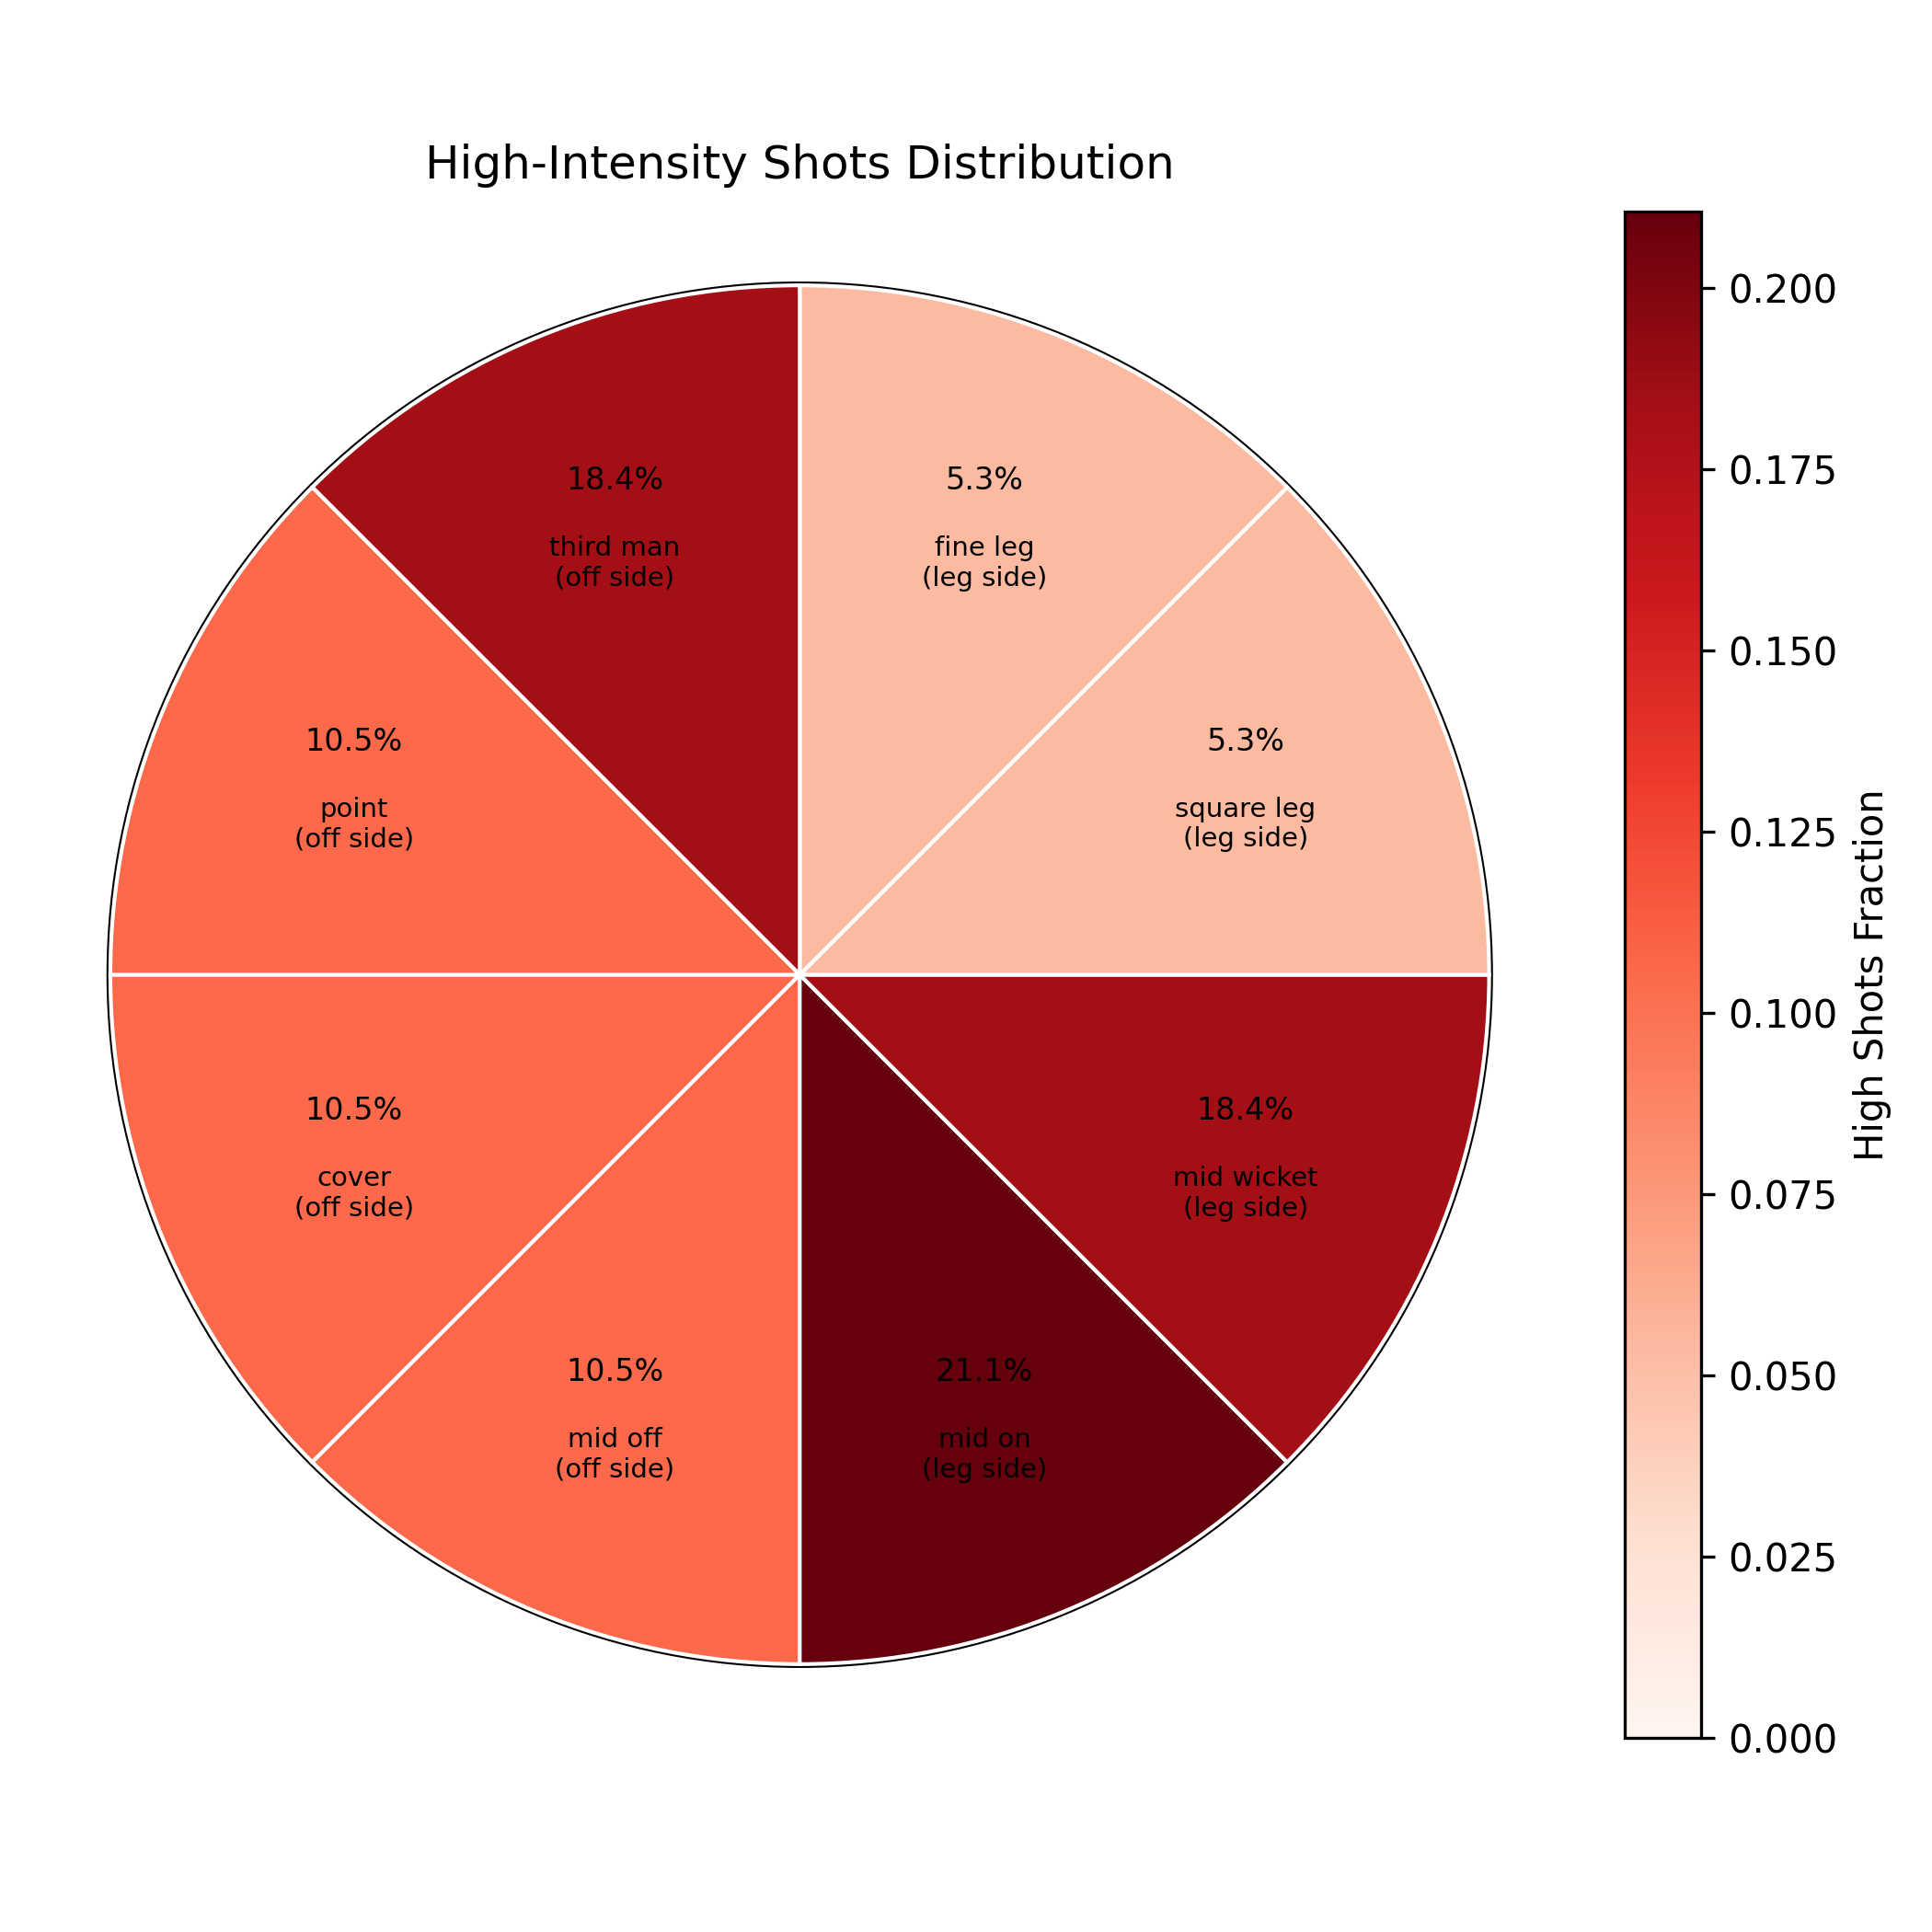 High-Intensity Shots Distribution
18.4%
third man
(off side)
5.3%
fine leg
(leg side)
10.5%
point
(off side)
5.3%
square leg
(leg side)
10.5%
cover
(off side)
18.4%
mid wicket
(leg side)
10.5%
mid off
(off side)
21.1%
mid on
(leg side)
0.200
0.175
0.150
0.125
0.100
0.075
0.050
0.025
0.000
High Shots Fraction